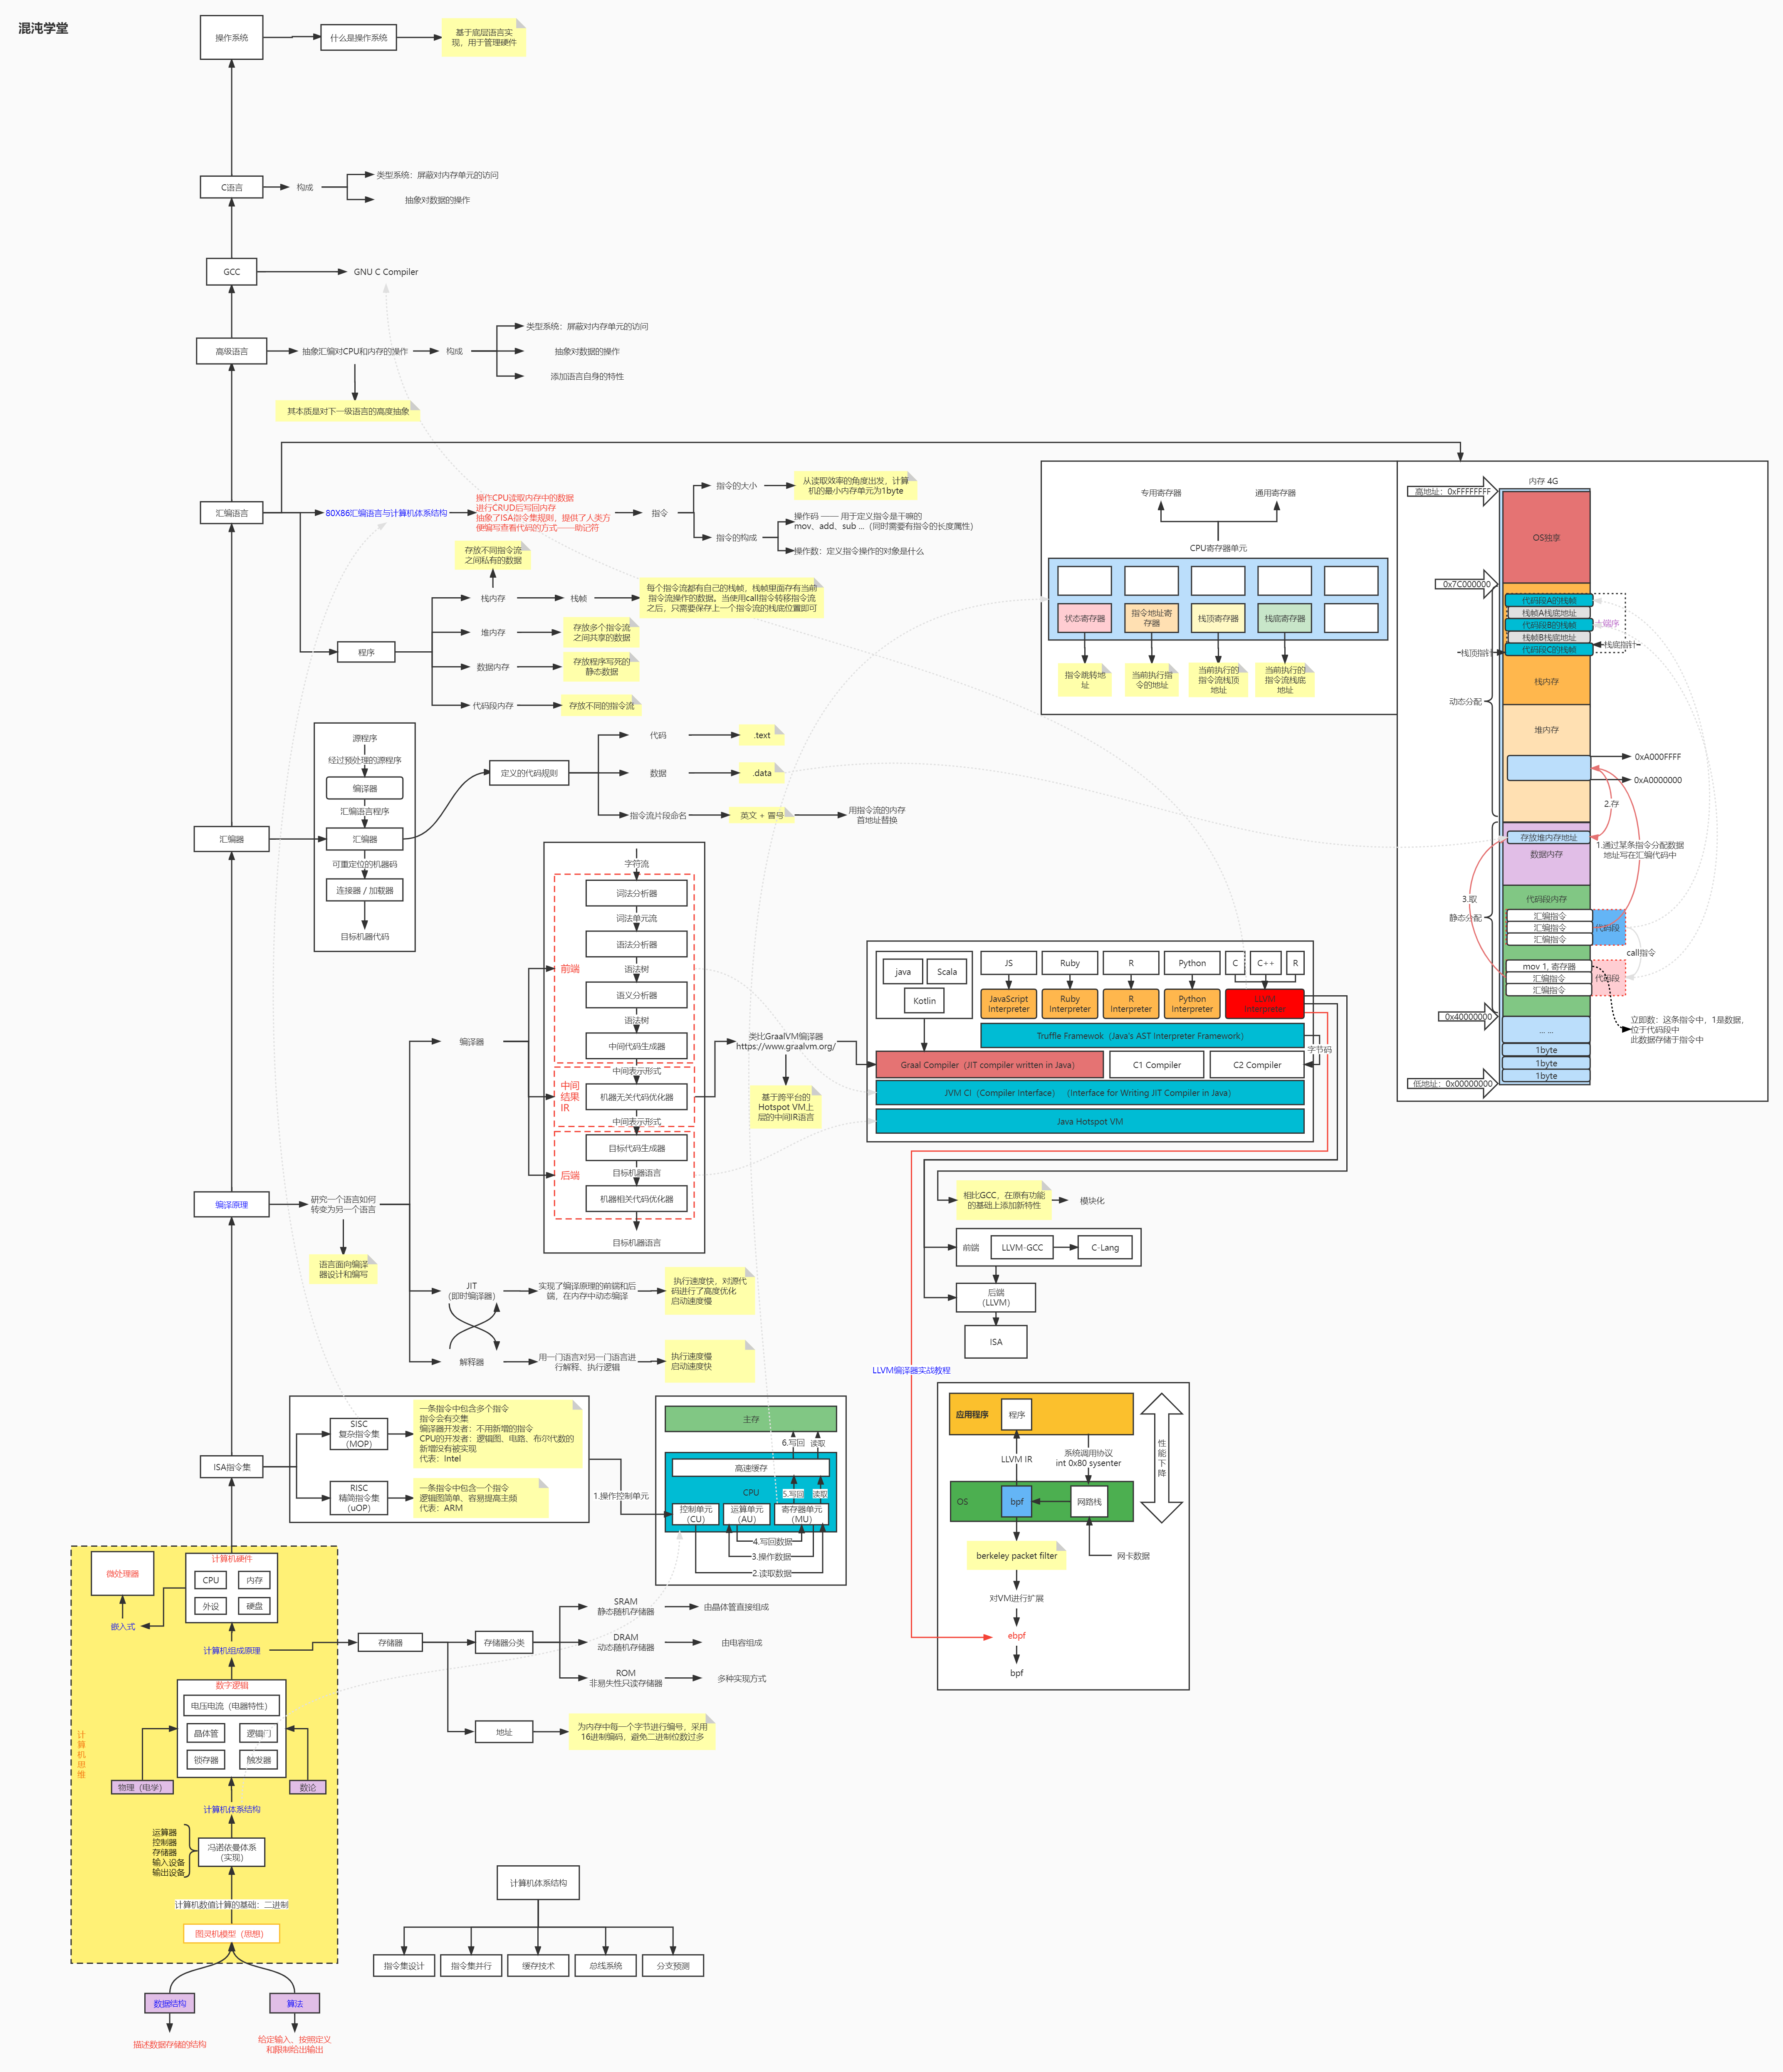 混沌学堂
操作系统
什么是操作系统
基于底层语言实
现，用于管理硬件
C语言
构成
类型系统：屏蔽对内存单元的访问
抽象对数据的操作
GCC
GNU C Compiler
高级语言
抽象汇编对CPU和内存的操作
构成
类型系统：屏蔽对内存单元的访问
抽象对数据的操作
添加语言自身的特性
其本质是对下一级语言的高度抽象
汇编语言
80X86汇编语言与计算机体系结构
操作CPU读取内存中的数据
进行CRUD后写回内存
抽象了ISA指令集规则，提供了人类方
便编写查看代码的方式——助记符
指令
指令的大小
从读取效率的角度出发，计算
机的最小内存单元为1byte
指令的构成
操作码 —— 用于定义指令是干嘛的
mov、add、sub ...（同时需要有指令的长度属性）
操作数：定义指令操作的对象是什么
程序
存放不同指令流
之间私有的数据
栈内存
栈帧
每个指令流都有自己的栈帧，栈帧里面存有当前
指令流操作的数据。当使用call指令转移指令流
之后，只需要保存上一个指令流的栈底位置即可
堆内存
存放多个指令流
之间共享的数据
数据内存
存放程序写死的
静态数据
代码段内存
存放不同的指令流
专用寄存器
通用寄存器
CPU寄存器单元
状态寄存器
指令地址寄
存器
栈顶寄存器
栈底寄存器
指令跳转地
址
当前执行指
令的地址
当前执行的
指令流栈顶
地址
当前执行的
指令流栈底
地址
内存 4G
高地址：0xFFFFFFFF
OS独享
0x7C000000
代码段A的栈帧
栈帧A栈底地址
代码段B的栈帧
栈帧B栈底地址
代码段C的栈帧
端序
栈底指针
栈顶指针
栈内存
动态分配
堆内存
0xA000FFFF
0xA0000000
2.存
存放堆内存地址
数据内存
1.通过某条指令分配数据
地址写在汇编代码中
3.取
静态分配
代码段内存
汇编指令
汇编指令
汇编指令
代码段
call指令
mov 1, 寄存器
汇编指令
汇编指令
代码段
0x40000000
立即数：这条指令中，1是数据，
位于代码段中
此数据存储于指令中
... ...
1byte
1byte
1byte
低地址：0x00000000
汇编器
源程序
经过预处理的源程序
编译器
汇编语言程序
汇编器
可重定位的机器码
连接器 / 加载器
目标机器代码
定义的代码规则
代码
.text
数据
.data
指令流片段命名
英文 + 冒号
用指令流的内存
首地址替换
编译原理
研究一个语言如何
转变为另一个语言
语言面向编译
器设计和编写
编译器
字符流
前端
词法分析器
词法单元流
语法分析器
语法树
语义分析器
语法树
中间代码生成器
中间表示形式
中间
结果
IR
机器无关代码优化器
中间表示形式
后端
目标代码生成器
目标机器语言
机器相关代码优化器
目标机器语言
类比GraalVM编译器
https://www.graalvm.org/
基于跨平台的
Hotspot VM上
层的中间IR语言
java
Scala
Kotlin
JS
Ruby
R
Python
C
C++
R
JavaScript
Interpreter
Ruby
Interpreter
R
Interpreter
Python
Interpreter
LLVM
Interpreter
Truffle Framewok（Java's AST Interpreter Framework）
字节码
Graal Compiler（JIT compiler written in Java）
C1 Compiler
C2 Compiler
JVM CI（Compiler Interface）（Interface for Writing JIT Compiler in Java）
Java Hotspot VM
相比GCC，在原有功能
的基础上添加新特性
模块化
前端
LLVM-GCC
C-Lang
后端
（LLVM）
ISA
LLVM编译器实战教程
JIT
（即时编译器）
实现了编译原理的前端和后
端，在内存中动态编译
执行速度快，对源代
码进行了高度优化
启动速度慢
解释器
用一门语言对另一门语言进
行解释、执行逻辑
执行速度慢
启动速度快
ISA指令集
SISC
复杂指令集
（MOP）
一条指令中包含多个指令
指令会有交集
编译器开发者：不用新增的指令
CPU的开发者：逻辑图、电路、布尔代数的
新增没有被实现
代表：Intel
RISC
精简指令集
（uOP）
一条指令中包含一个指令
逻辑图简单，容易提高主频
代表：ARM
1.操作控制单元
主存
6.写回
读取
高速缓存
CPU
5.写回
读取
控制单元
（CU）
运算单元
（AU）
寄存器单元
（MU）
4.写回数据
3.操作数据
2.读取数据
应用程序
程序
LLVM IR
系统调用协议
int 0x80 sysenter
性
能
下
降
OS
bpf
网路栈
berkeley packet filter
网卡数据
对VM进行扩展
ebpf
bpf
微处理器
嵌入式
计算机硬件
CPU
内存
外设
硬盘
计算机组成原理
存储器
存储器分类
SRAM
静态随机存储器
由晶体管直接组成
DRAM
动态随机存储器
由电容组成
ROM
非易失性只读存储器
多种实现方式
地址
为内存中每一个字节进行编号，采用
16进制编码，避免二进制位数过多
数字逻辑
电压电流（电器特性）
晶体管
逻辑门
锁存器
触发器
计
算
机
思
维
物理（电学）
数论
计算机体系结构
运算器
控制器
存储器
输入设备
输出设备
冯诺依曼体系
（实现）
计算机数值计算的基础：二进制
图灵机模型（思想）
数据结构
算法
描述数据存储的结构
给定输入、按照定义
和限制给出输出
计算机体系结构
指令集设计
指令集并行
缓存技术
总线系统
分支预测